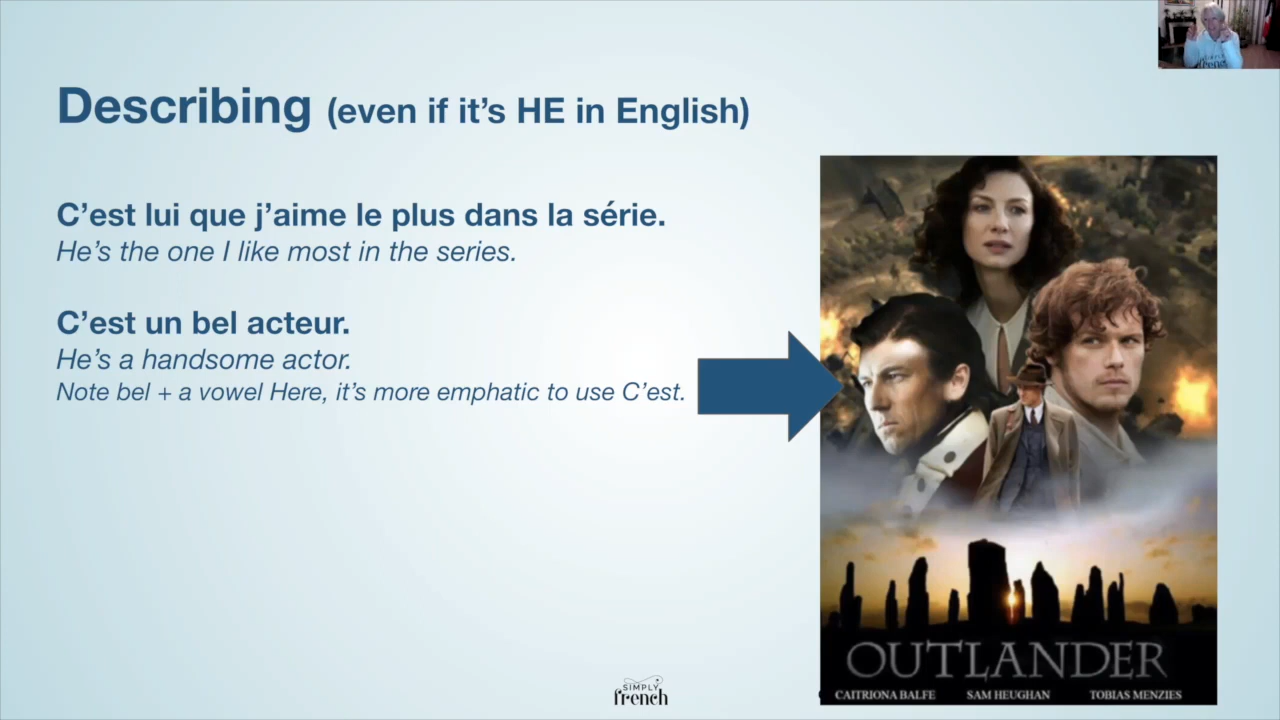 Describing (even if it's HE in English)
C'est lui que j'aime le plus dans la série.
He's the one I like most in the series.
C'est un bel acteur.
He's a handsome actor.
Note bel + a vowel Here, it's more emphatic to use C'est.
OUTLANDER
CAITRIONA BALFE SAM HEUGHAN TOBIAS MENZIES
SIMPLY
french